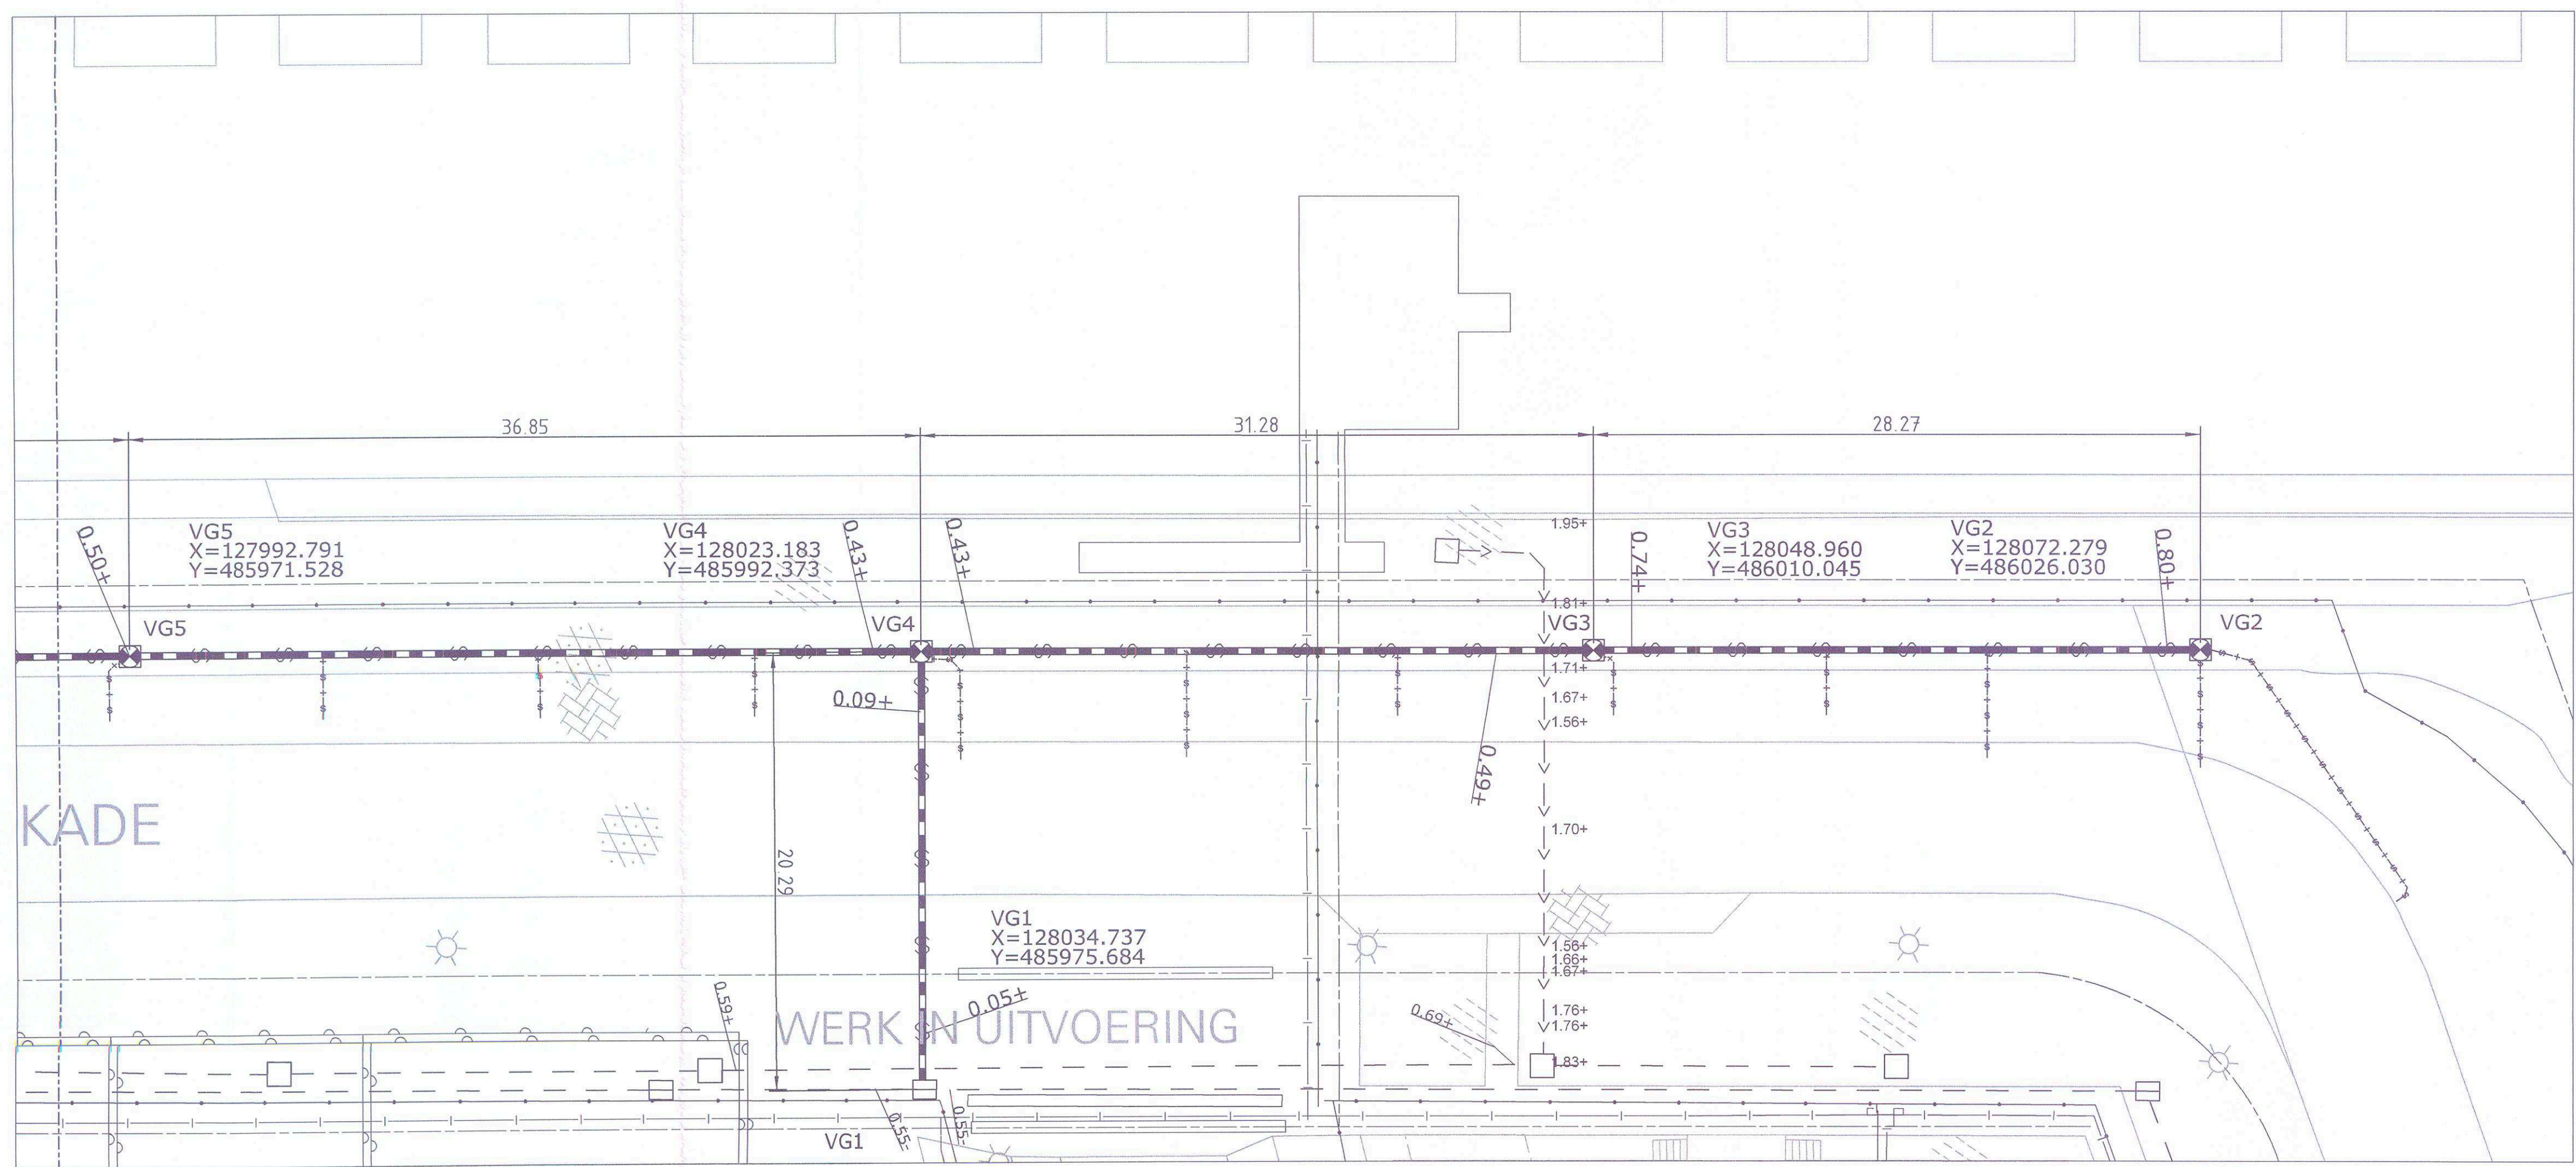 36.85
31.28
28.27
VG5
X=127992.791
Y=485971.528
VG4
X=128023.183
Y=485992.373
VG3
X=128048.960
Y=486010.045
VG2
X=128072.279
Y=486026.030
0.50+
0.43+
0.43+
0.74+
0.80+
1.95+
1.81+
VG5
VG4
VG3
VG2
1.71+
1.67+
1.56+
0.09+
0.49+
KADE
1.70+
20.29
VG1
X=128034.737
Y=485975.684
1.56+
1.66+
1.67+
0.59+
0.05+
WERK IN UITVOERING
1.76+
1.76+
0.69+
1.83+
0.55-
0.55-
VG1